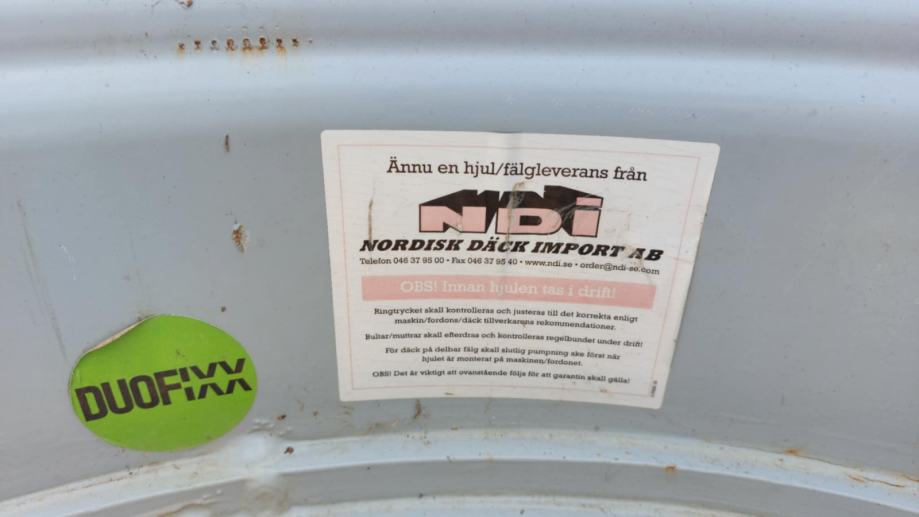 Ännu en hjul/fälgleverans från
NDi
NORDISK DÄCK IMPORT AB
Telefon 046 37 95 00 • Fax 046 37 95 40 • www.ndi.se • order@ndi-se.com
OBS! Innan hjulen tas i drift!
Ringtrycket skall kontrolleras och justeras till det korrekta enligt
maskin/fordons/däck tillverkarens rekommendationer.
Bultar/muttrar skall efterdras och kontrolleras regelbundet under drift!
För däck på delbar fälg skall slutlig pumpning ske först när
hjulet är monterat på maskinen/fordonet.
OBS! Det är viktigt att ovanstående följs för att garantin skall gälla!
DUOFIXX